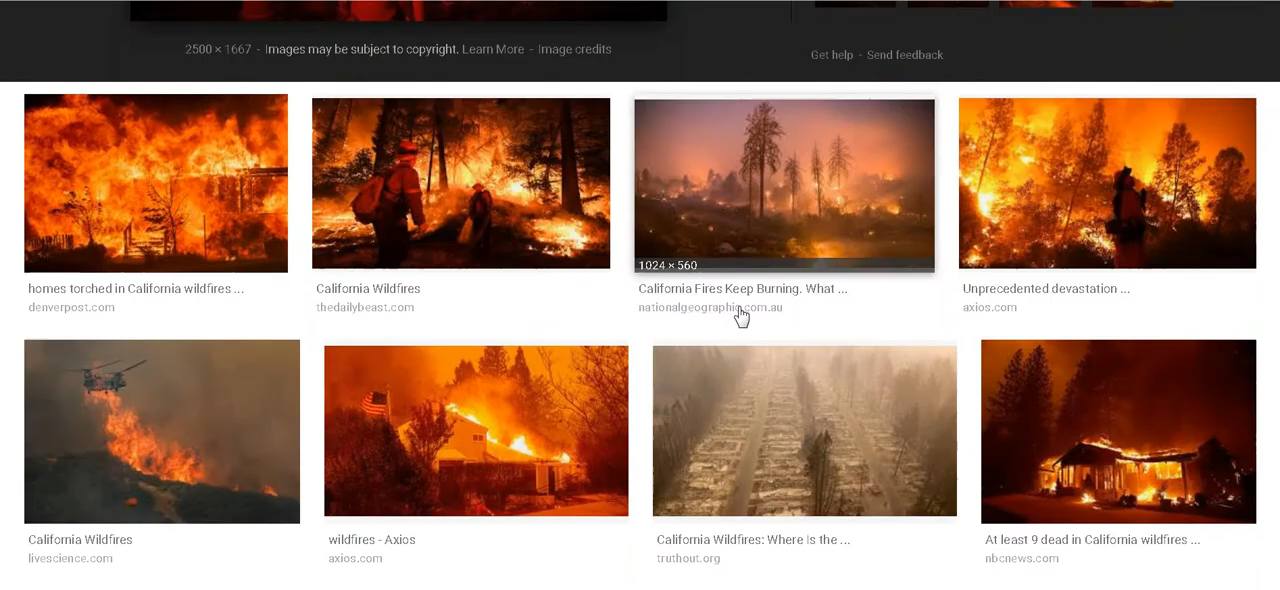 2500 × 1667 - Images may be subject to copyright. Learn More - Image credits
Get help - Send feedback
1024 × 560
homes torched in California wildfires ...
denverpost.com
California Wildfires
thedailybeast.com
California Fires Keep Burning. What ...
nationalgeographic.com.au
Unprecedented devastation ...
axios.com
California Wildfires
livescience.com
wildfires - Axios
axios.com
California Wildfires: Where Is the ...
truthout.org
At least 9 dead in California wildfires ...
nbcnews.com